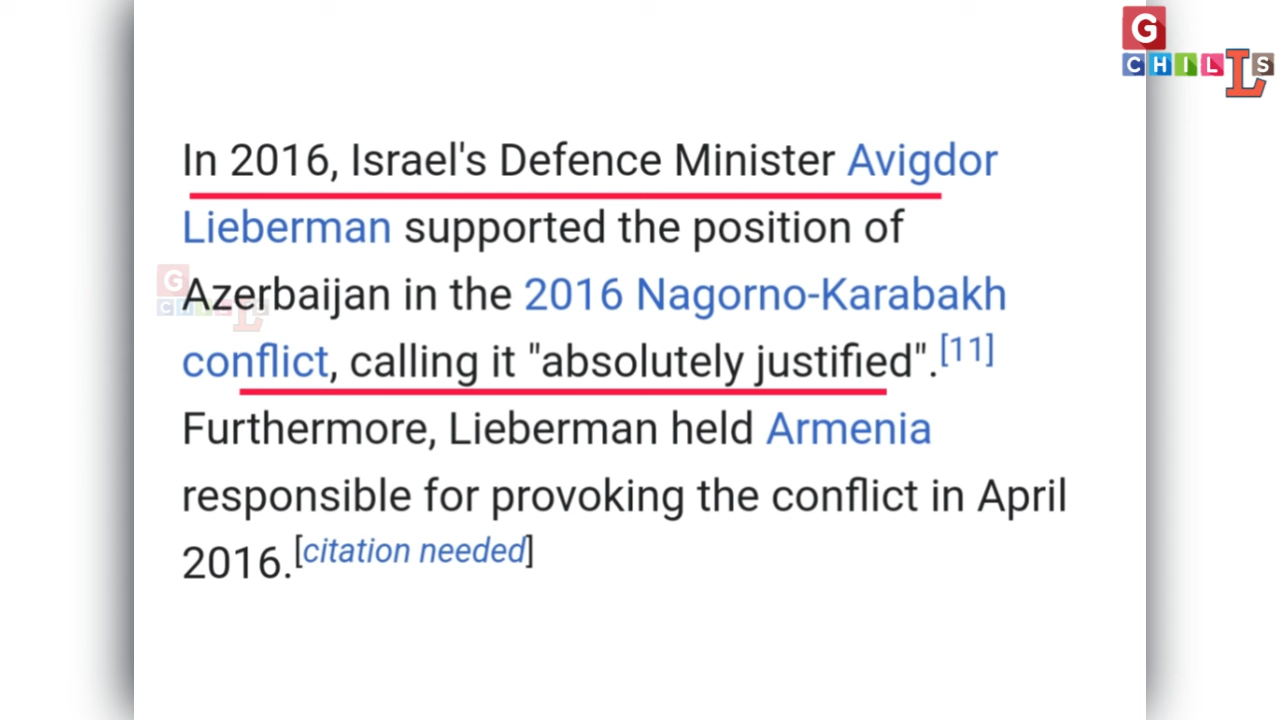 G
CHILLS
In 2016, Israel's Defence Minister Avigdor
Lieberman supported the position of
Azerbaijan in the 2016 Nagorno-Karabakh
conflict, calling it "absolutely justified".[11]
Furthermore, Lieberman held Armenia
responsible for provoking the conflict in April
2016.[citation needed]
G
CHILLS